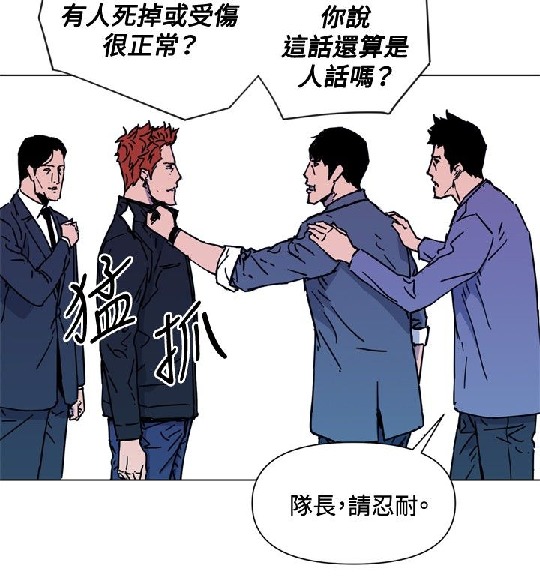 有人死掉或受傷
很正常？
你說
這話還算是
人話嗎？
猛抓
隊長，請忍耐。